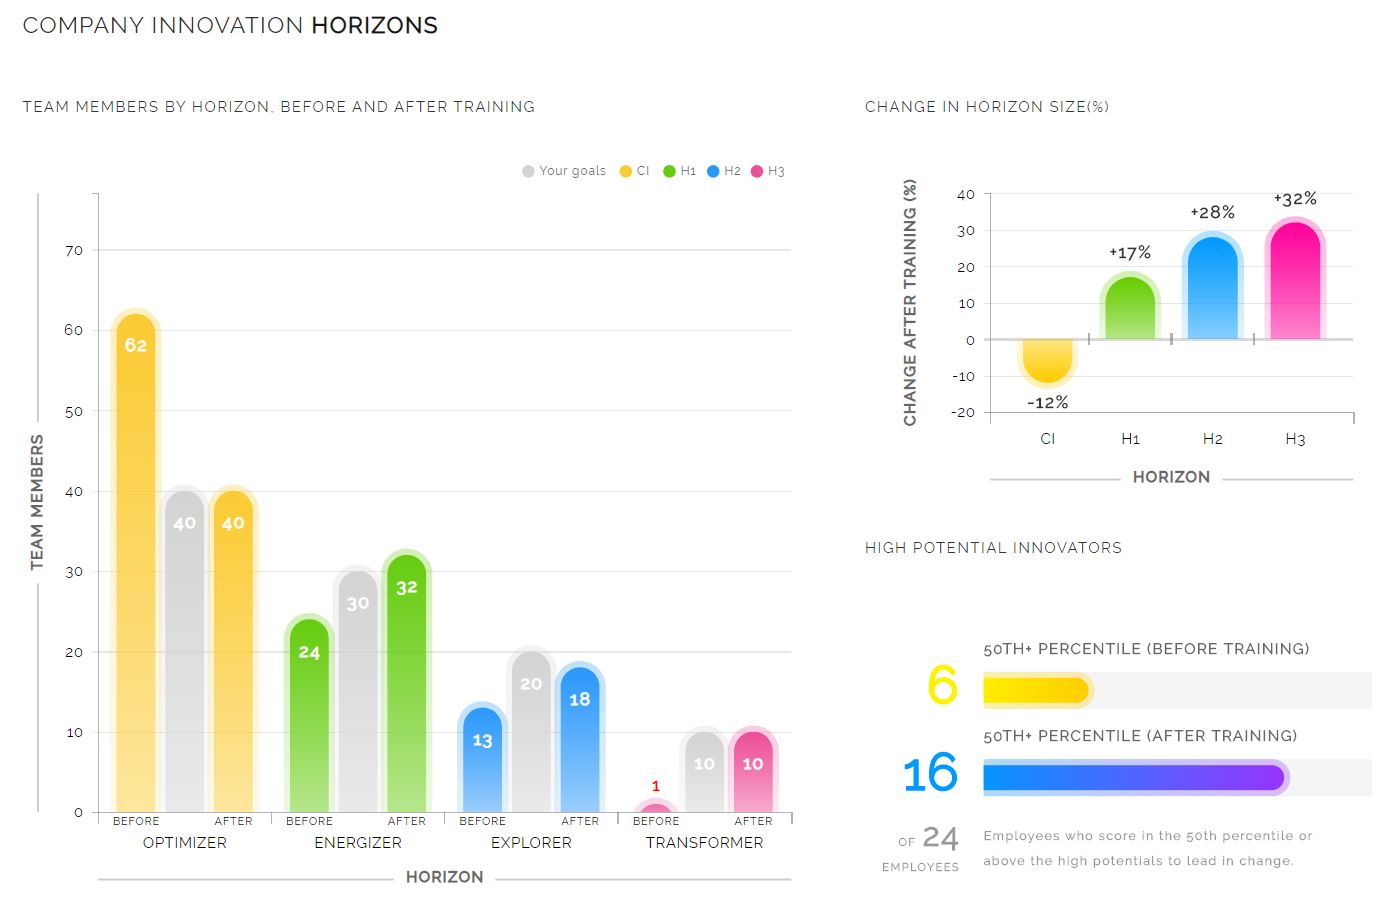 COMPANY INNOVATION HORIZONS
TEAM MEMBERS BY HORIZON, BEFORE AND AFTER TRAINING
Your goals CI H1 H2 H3
TEAM MEMBERS
70
60
50
40
30
20
10
0
62
40
40
24
30
32
13
20
18
1
10
10
BEFORE AFTER BEFORE AFTER BEFORE AFTER BEFORE AFTER
OPTIMIZER ENERGIZER EXPLORER TRANSFORMER
HORIZON
CHANGE IN HORIZON SIZE(%)
CHANGE AFTER TRAINING (%)
40
30
20
10
0
-10
-20
-12%
+17%
+28%
+32%
CI H1 H2 H3
HORIZON
HIGH POTENTIAL INNOVATORS
50TH+ PERCENTILE (BEFORE TRAINING)
6
50TH+ PERCENTILE (AFTER TRAINING)
16
OF 24
EMPLOYEES
Employees who score in the 50th percentile or
above the high potentials to lead in change.